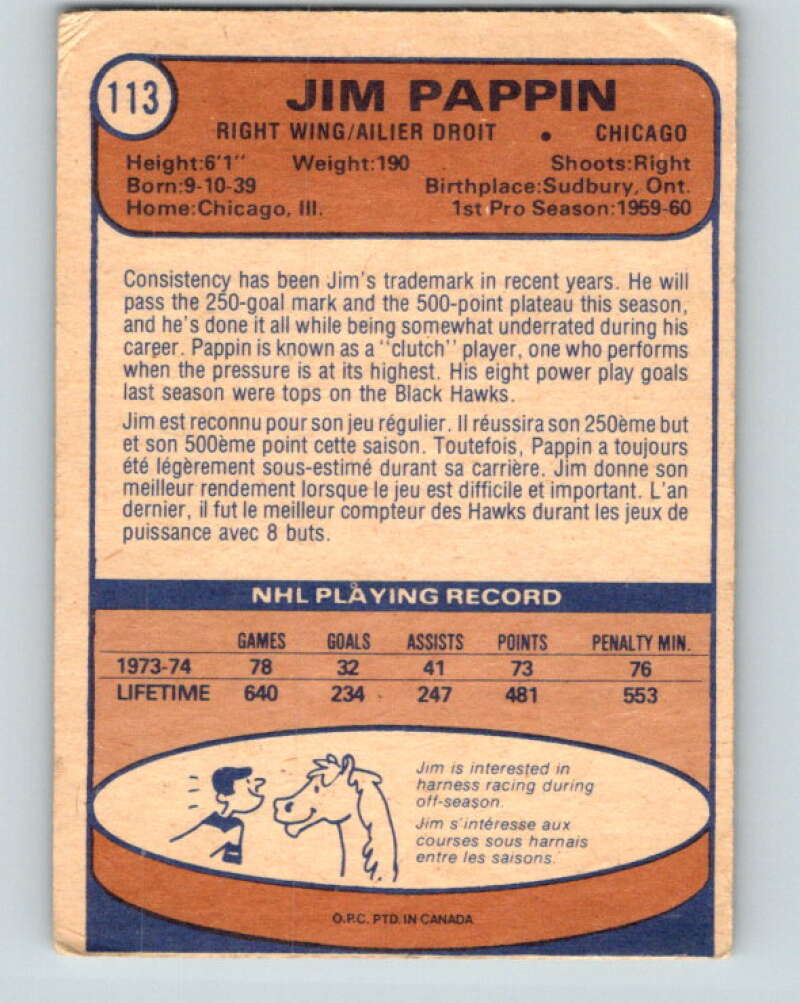 113
JIM PAPPIN
RIGHT WING/AILIER DROIT • CHICAGO
Height:6'1" Weight:190 Shoots:Right
Born:9-10-39 Birthplace:Sudbury, Ont.
Home:Chicago, Ill. 1st Pro Season:1959-60
Consistency has been Jim's trademark in recent years. He will
pass the 250-goal mark and the 500-point plateau this season,
and he's done it all while being somewhat underrated during his
career. Pappin is known as a "clutch" player, one who performs
when the pressure is at its highest. His eight power play goals
last season were tops on the Black Hawks.
Jim est reconnu pour son jeu régulier. Il réussira son 250ème but
et son 500ème point cette saison. Toutefois, Pappin a toujours
été légèrement sous-estimé durant sa carrière. Jim donne son
meilleur rendement lorsque le jeu est difficile et important. L'an
dernier, il fut le meilleur compteur des Hawks durant les jeux de
puissance avec 8 buts.
NHL PLAYING RECORD
GAMES GOALS ASSISTS POINTS PENALTY MIN.
1973-74 78 32 41 73 76
LIFETIME 640 234 247 481 553
Jim is interested in
harness racing during
off-season.
Jim s'intéresse aux
courses sous harnais
entre les saisons.
O.P.C. PTD. IN CANADA